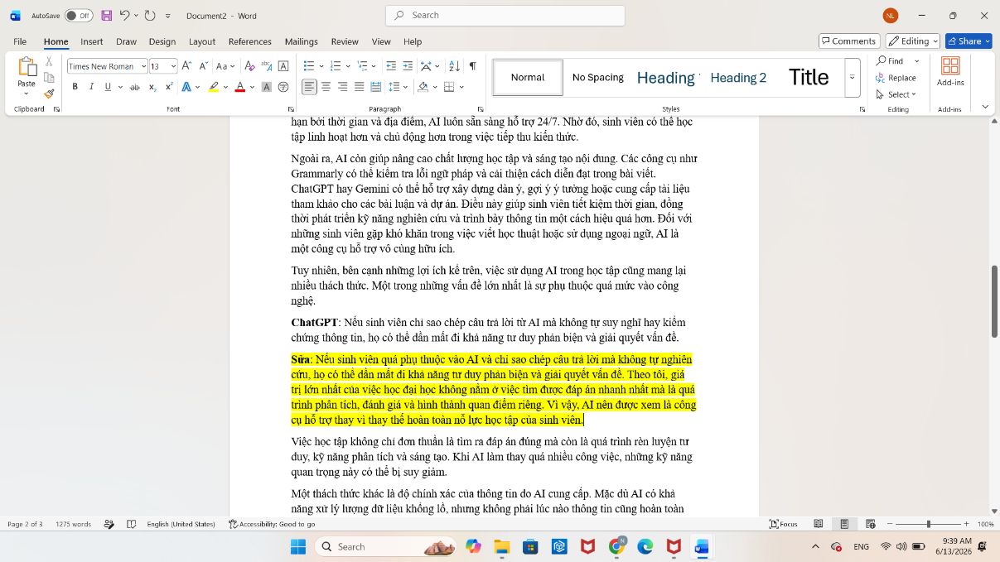 AutoSave Off Document2 - Word Search NL
File Home Insert Draw Design Layout References Mailings Review View Help Comments Editing Share
Paste Times New Roman 13 Aa A Normal No Spacing Heading Heading 2 Title Find Replace Select Add-ins
B I U ab x₂ x² A A A
Clipboard Font Paragraph Styles Editing Add-ins
hạn bởi thời gian và địa điểm, AI luôn sẵn sàng hỗ trợ 24/7. Nhờ đó, sinh viên có thể học
tập linh hoạt hơn và chủ động hơn trong việc tiếp thu kiến thức.
Ngoài ra, AI còn giúp nâng cao chất lượng học tập và sáng tạo nội dung. Các công cụ như
Grammarly có thể kiểm tra lỗi ngữ pháp và cải thiện cách diễn đạt trong bài viết.
ChatGPT hay Gemini có thể hỗ trợ xây dựng dàn ý, gợi ý ý tưởng hoặc cung cấp tài liệu
tham khảo cho các bài luận và dự án. Điều này giúp sinh viên tiết kiệm thời gian, đồng
thời phát triển kỹ năng nghiên cứu và trình bày thông tin một cách hiệu quả hơn. Đối với
những sinh viên gặp khó khăn trong việc viết học thuật hoặc sử dụng ngoại ngữ, AI là
một công cụ hỗ trợ vô cùng hữu ích.
Tuy nhiên, bên cạnh những lợi ích kể trên, việc sử dụng AI trong học tập cũng mang lại
nhiều thách thức. Một trong những vấn đề lớn nhất là sự phụ thuộc quá mức vào công
nghệ.
ChatGPT: Nếu sinh viên chỉ sao chép câu trả lời từ AI mà không tự suy nghĩ hay kiểm
chứng thông tin, họ có thể dần mất đi khả năng tư duy phản biện và giải quyết vấn đề.
Sửa: Nếu sinh viên quá phụ thuộc vào AI và chỉ sao chép câu trả lời mà không tự nghiên
cứu, họ có thể dần mất đi khả năng tư duy phản biện và giải quyết vấn đề. Theo tôi, giá
trị lớn nhất của việc học đại học không nằm ở việc tìm được đáp án nhanh nhất mà là quá
trình phân tích, đánh giá và hình thành quan điểm riêng. Vì vậy, AI nên được xem là công
cụ hỗ trợ thay vì thay thế hoàn toàn nỗ lực học tập của sinh viên.
Việc học tập không chỉ đơn thuần là tìm ra đáp án đúng mà còn là quá trình rèn luyện tư
duy, kỹ năng phân tích và sáng tạo. Khi AI làm thay quá nhiều công việc, những kỹ năng
quan trọng này có thể bị suy giảm.
Một thách thức khác là độ chính xác của thông tin do AI cung cấp. Mặc dù AI có khả
năng xử lý lượng dữ liệu khổng lồ, nhưng không phải lúc nào thông tin cũng hoàn toàn
Page 2 of 3 1275 words English (United States) Accessibility: Good to go Focus 100%
Search ENG 9:39 AM
6/13/2026